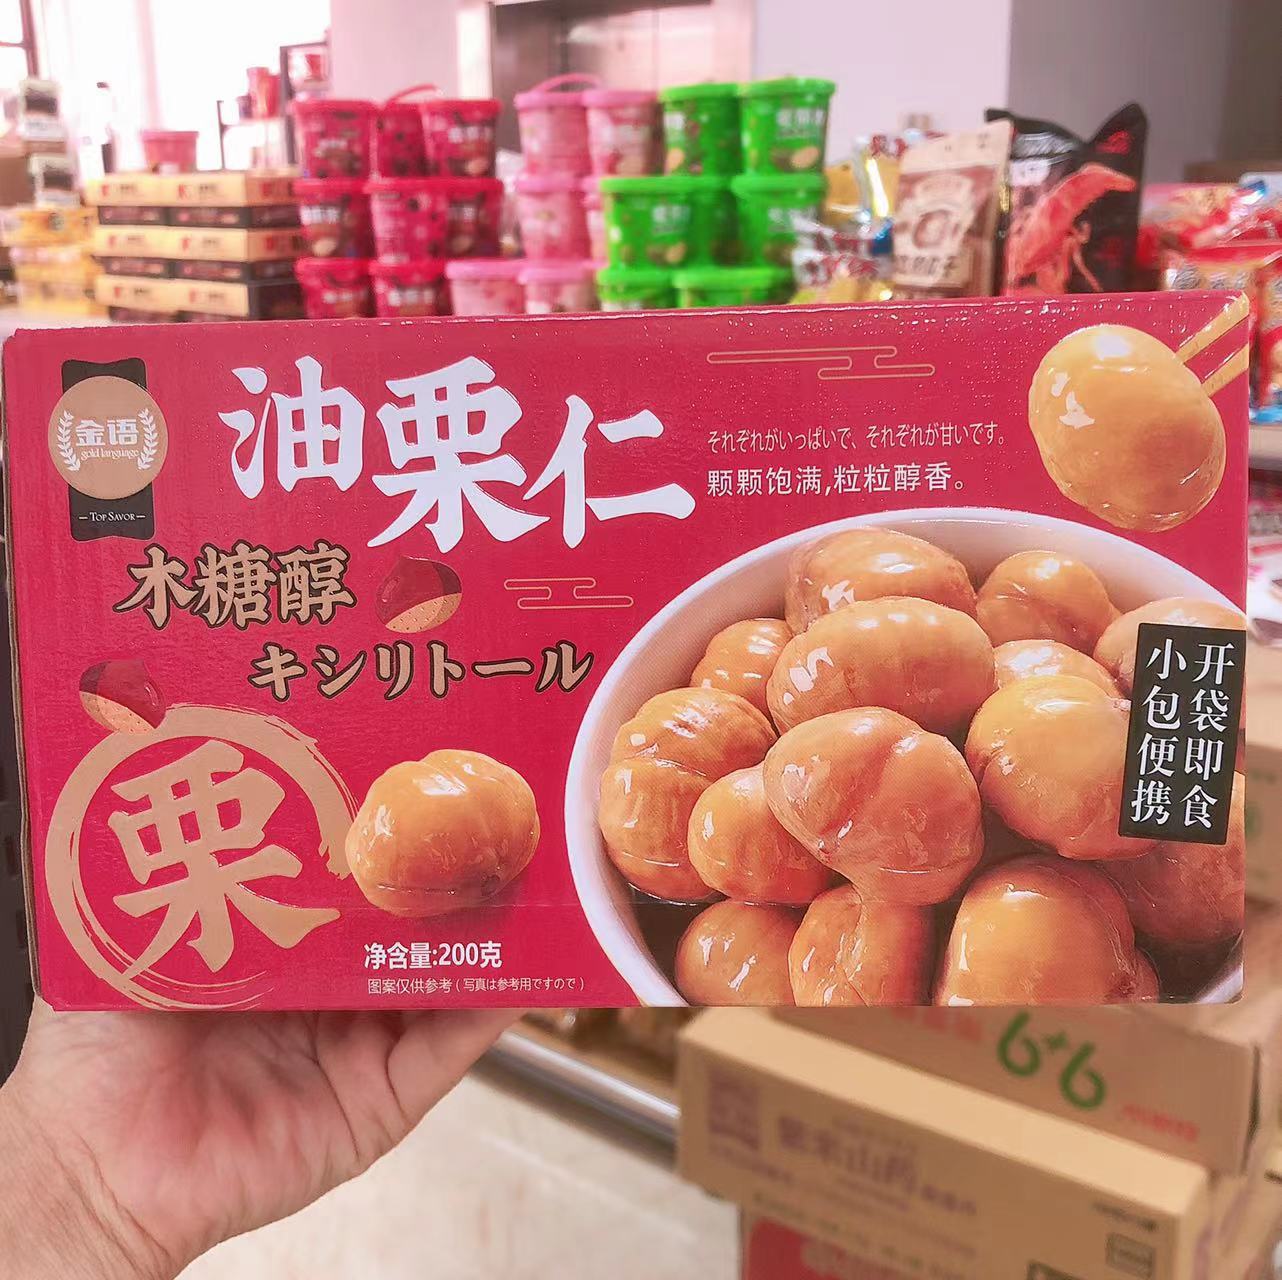 金语
gold language
TOP SAVOR
油栗仁
木糖醇
キシリトール
栗
それぞれがいっぱいで、それぞれが甘いです。
颗颗饱满,粒粒醇香。
开袋即食
小包便携
净含量:200克
图案仅供参考(写真は参考用ですので)
6+6